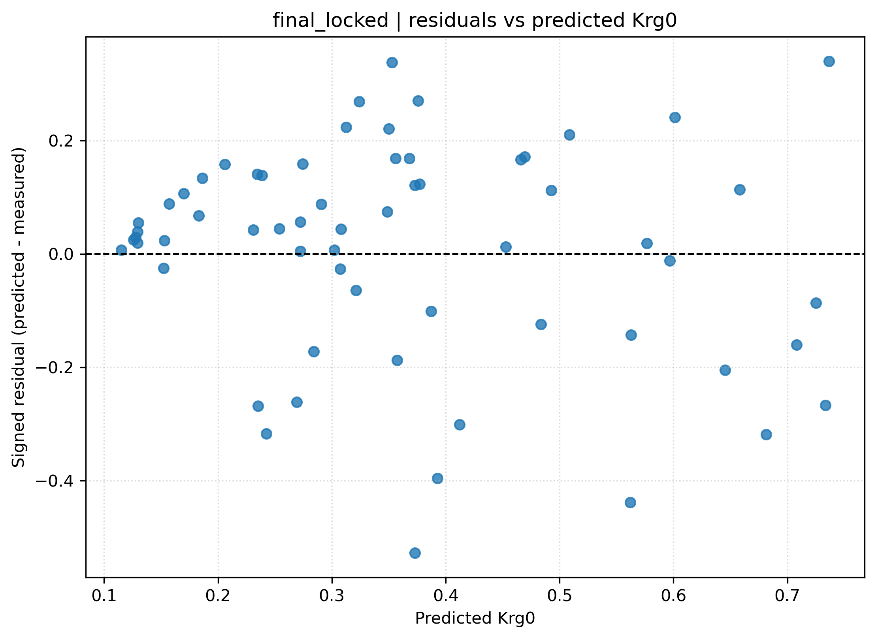 final_locked | residuals vs predicted Krg0
Signed residual (predicted - measured)
0.2
0.0
−0.2
−0.4
0.1 0.2 0.3 0.4 0.5 0.6 0.7
Predicted Krg0